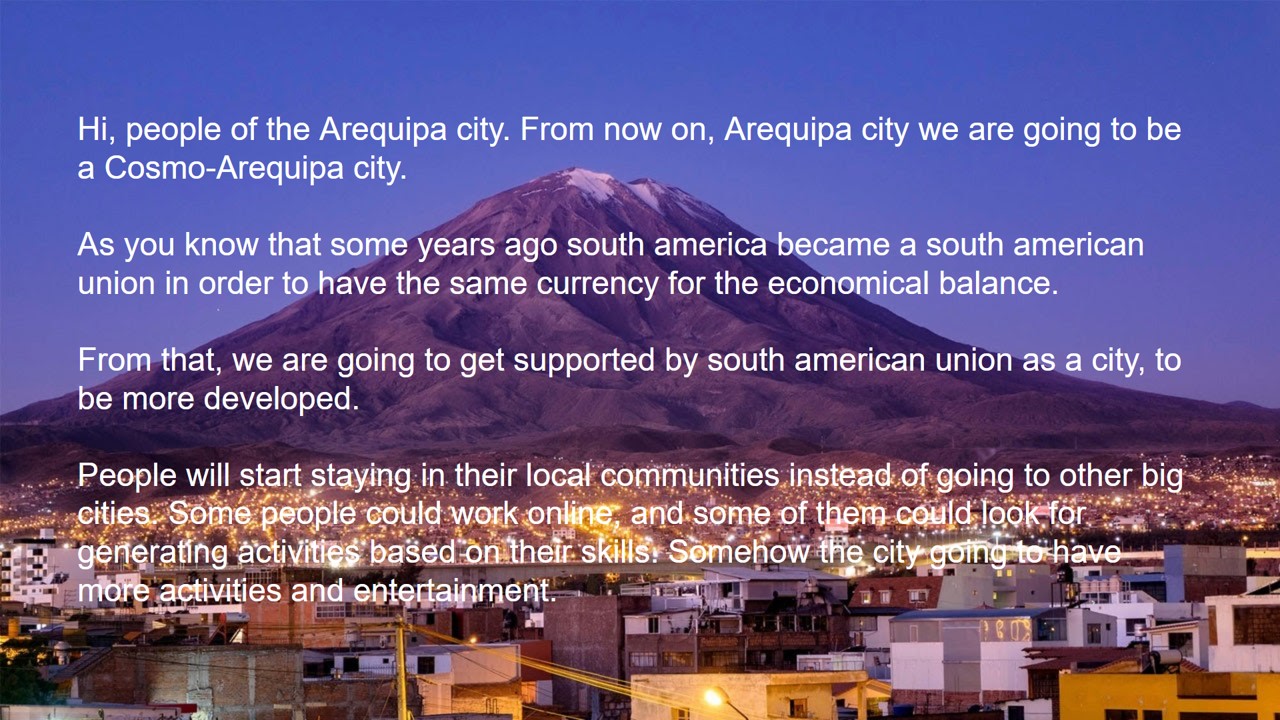 Hi, people of the Arequipa city. From now on, Arequipa city we are going to be
a Cosmo-Arequipa city.
As you know that some years ago south america became a south american
union in order to have the same currency for the economical balance.
From that, we are going to get supported by south american union as a city, to
be more developed.
People will start staying in their local communities instead of going to other big
cities. Some people could work online, and some of them could look for
generating activities based on their skills. Somehow the city going to have
more activities and entertainment.